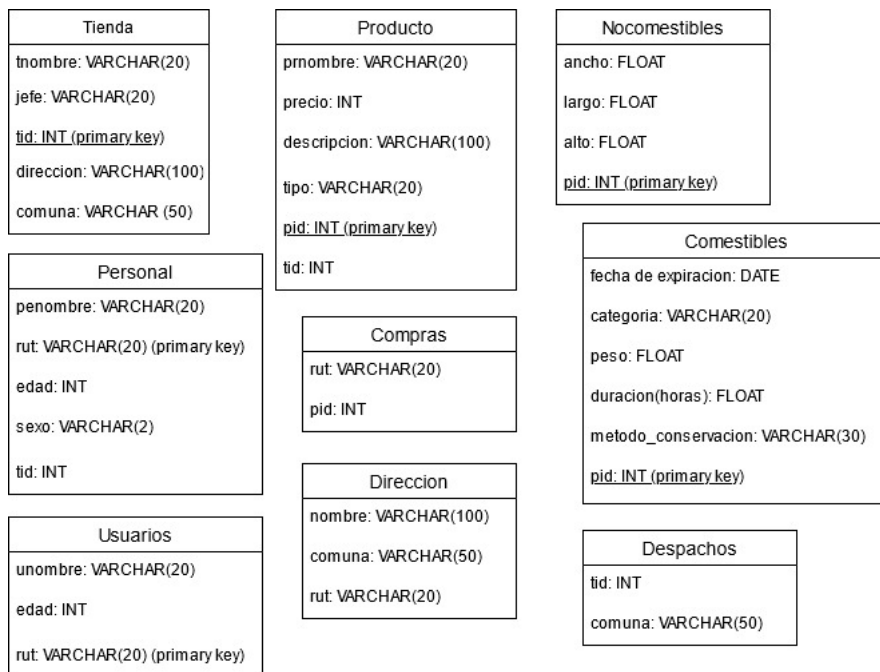 Tienda
tnombre: VARCHAR(20)
jefe: VARCHAR(20)
tid: INT (primary key)
direccion: VARCHAR(100)
comuna: VARCHAR (50)
Producto
prnombre: VARCHAR(20)
precio: INT
descripcion: VARCHAR(100)
tipo: VARCHAR(20)
pid: INT (primary key)
tid: INT
Nocomestibles
ancho: FLOAT
largo: FLOAT
alto: FLOAT
pid: INT (primary key)
Personal
penombre: VARCHAR(20)
rut: VARCHAR(20) (primary key)
edad: INT
sexo: VARCHAR(2)
tid: INT
Compras
rut: VARCHAR(20)
pid: INT
Comestibles
fecha de expiracion: DATE
categoria: VARCHAR(20)
peso: FLOAT
duracion(horas): FLOAT
metodo_conservacion: VARCHAR(30)
pid: INT (primary key)
Usuarios
unombre: VARCHAR(20)
edad: INT
rut: VARCHAR(20) (primary key)
Direccion
nombre: VARCHAR(100)
comuna: VARCHAR(50)
rut: VARCHAR(20)
Despachos
tid: INT
comuna: VARCHAR(50)